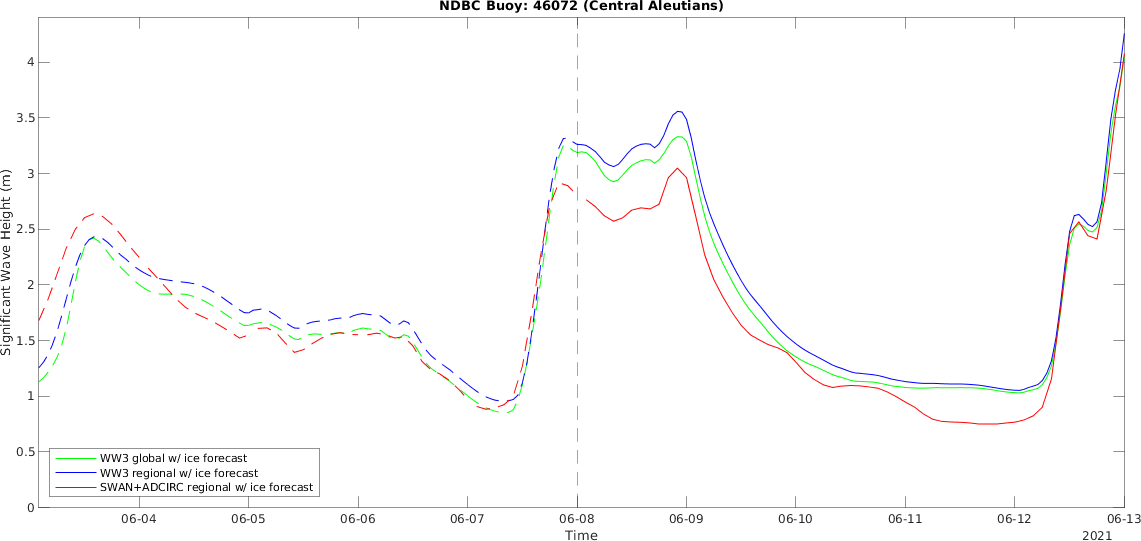 NDBC Buoy: 46072 (Central Aleutians)
Significant Wave Height (m)
4
3.5
3
2.5
2
1.5
1
0.5
0
WW3 global w/ ice forecast
WW3 regional w/ ice forecast
SWAN+ADCIRC regional w/ ice forecast
06-04 06-05 06-06 06-07 06-08 06-09 06-10 06-11 06-12 06-13
Time
2021